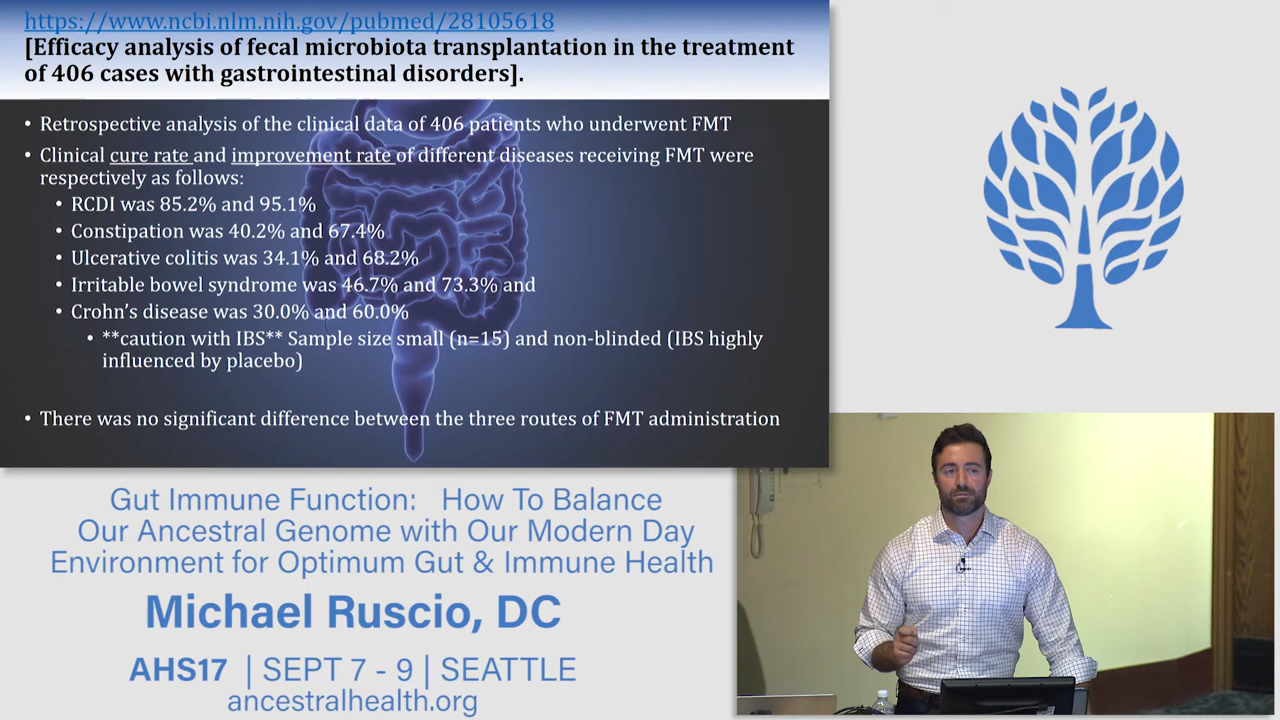 https://www.ncbi.nlm.nih.gov/pubmed/28105618
[Efficacy analysis of fecal microbiota transplantation in the treatment
of 406 cases with gastrointestinal disorders].
• Retrospective analysis of the clinical data of 406 patients who underwent FMT
• Clinical cure rate and improvement rate of different diseases receiving FMT were
respectively as follows:
• RCDI was 85.2% and 95.1%
• Constipation was 40.2% and 67.4%
• Ulcerative colitis was 34.1% and 68.2%
• Irritable bowel syndrome was 46.7% and 73.3% and
• Crohn’s disease was 30.0% and 60.0%
• **caution with IBS** Sample size small (n=15) and non-blinded (IBS highly
influenced by placebo)
• There was no significant difference between the three routes of FMT administration
Gut Immune Function: How To Balance
Our Ancestral Genome with Our Modern Day
Environment for Optimum Gut & Immune Health
Michael Ruscio, DC
AHS17 | SEPT 7 - 9 | SEATTLE
ancestralhealth.org